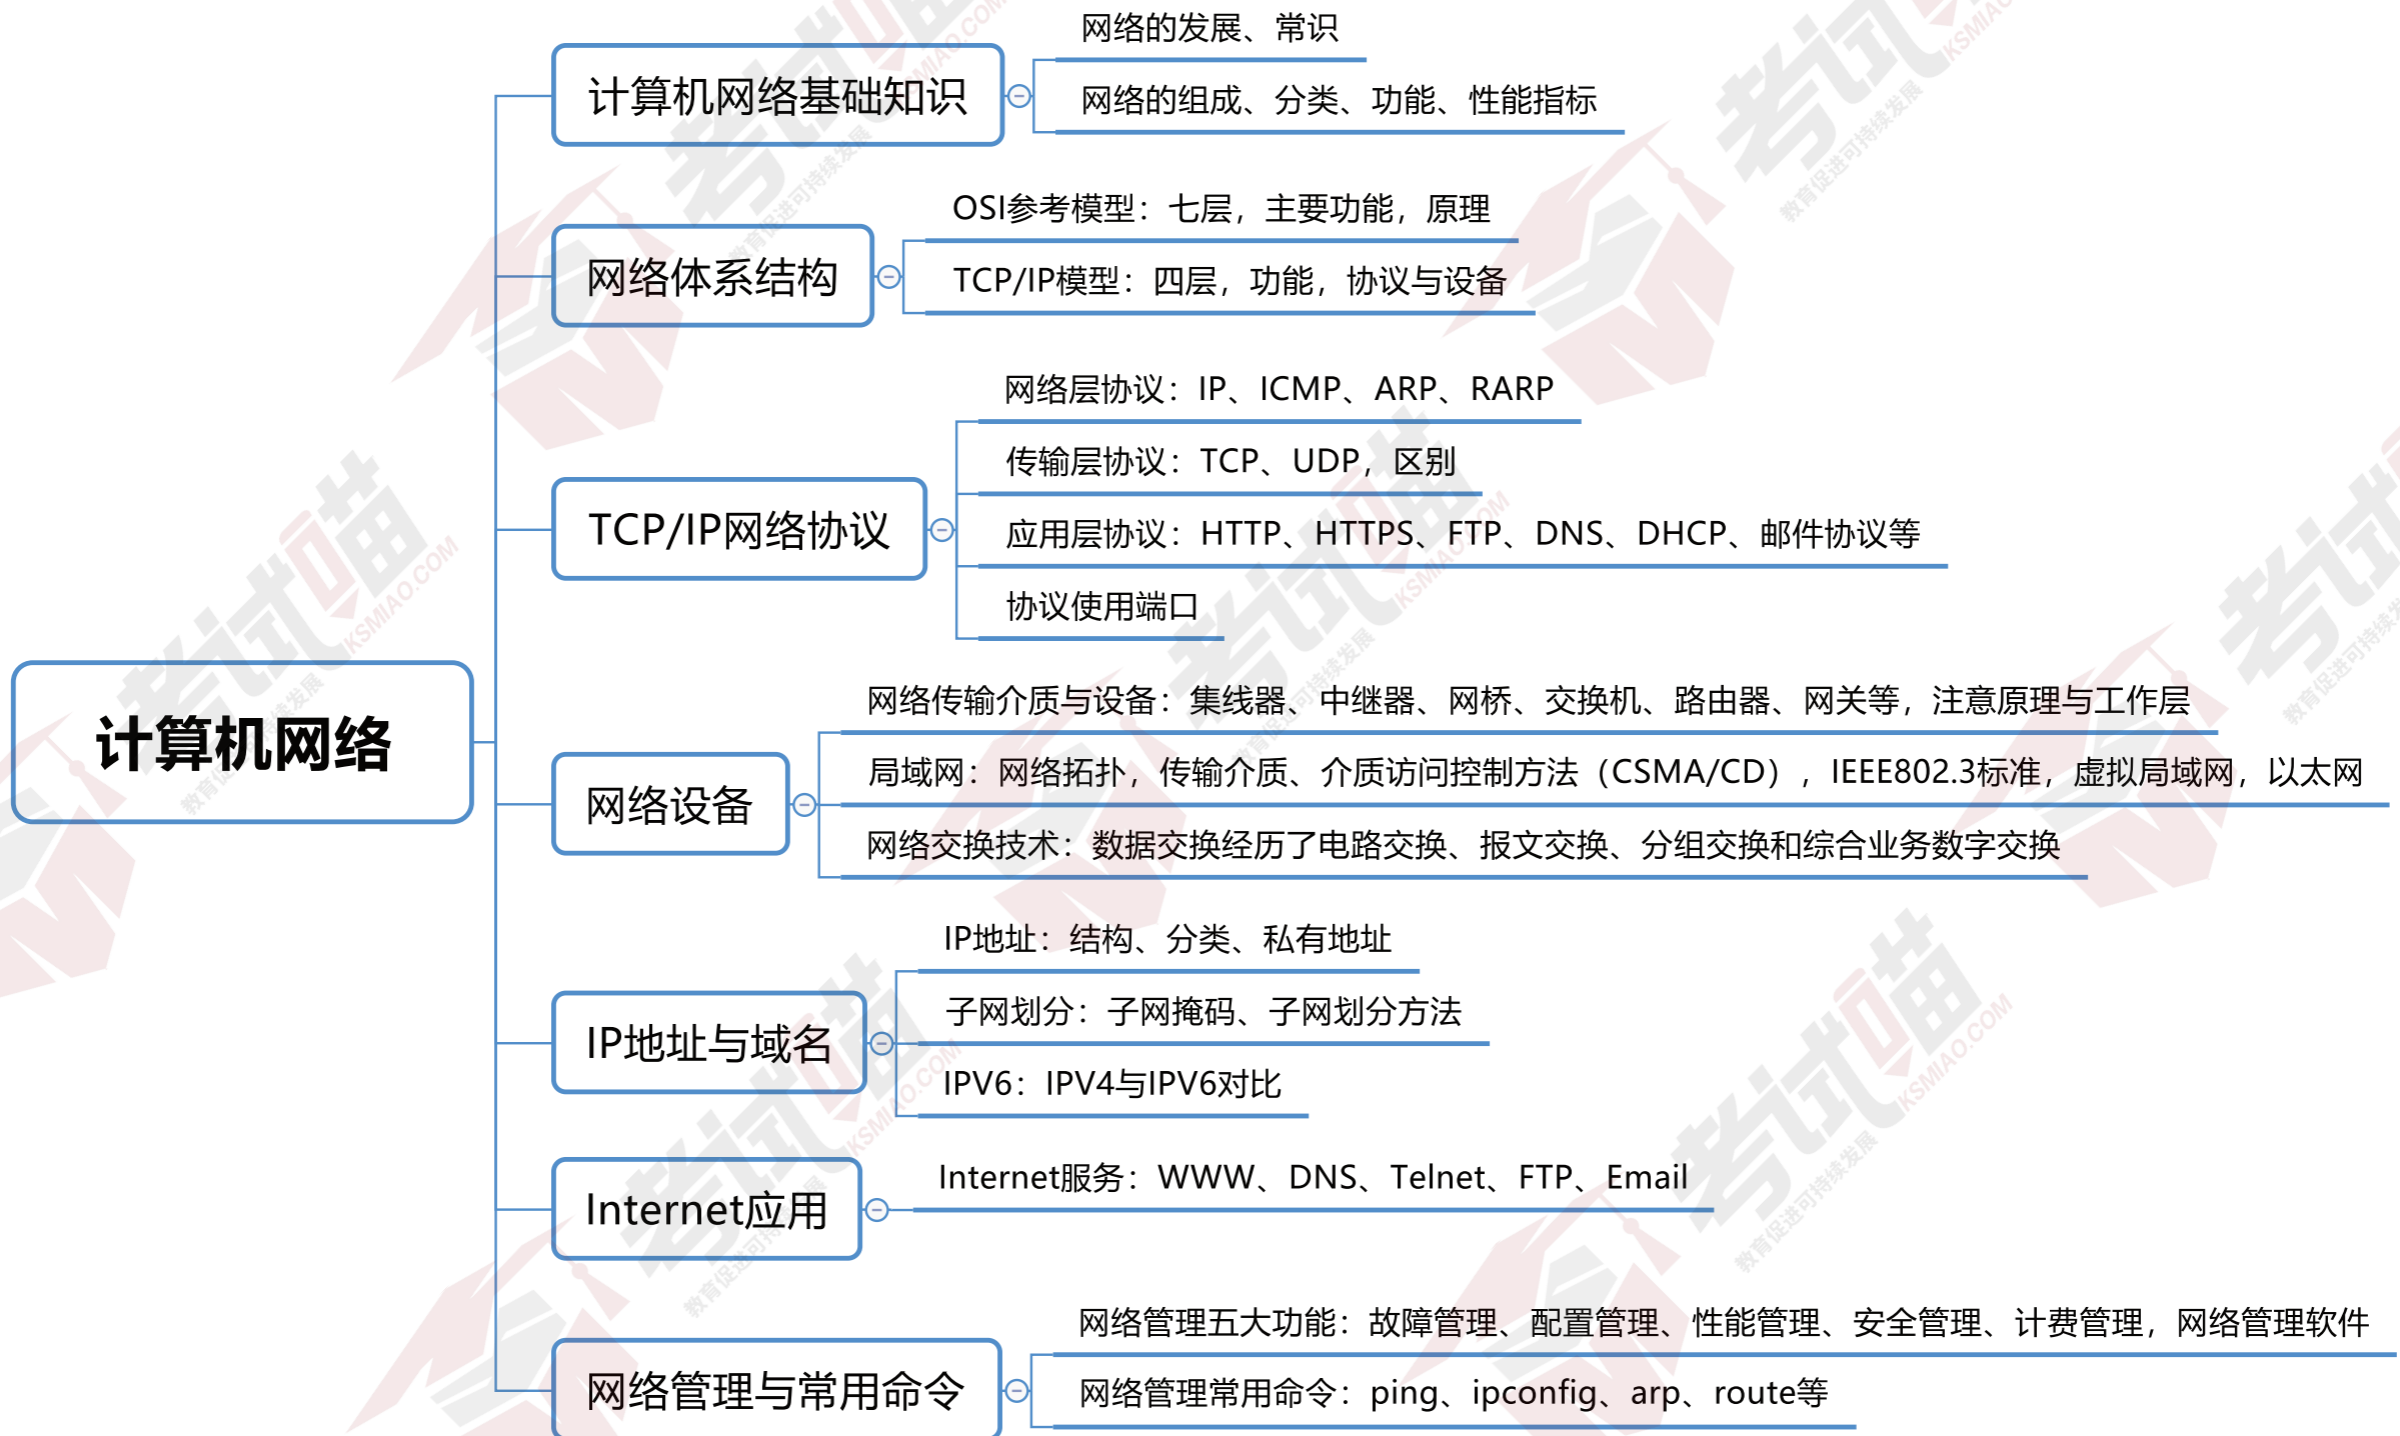 计算机网络
计算机网络基础知识
网络的发展、常识
网络的组成、分类、功能、性能指标
网络体系结构
OSI参考模型：七层，主要功能，原理
TCP/IP模型：四层，功能，协议与设备
TCP/IP网络协议
网络层协议：IP、ICMP、ARP、RARP
传输层协议：TCP、UDP，区别
应用层协议：HTTP、HTTPS、FTP、DNS、DHCP、邮件协议等
协议使用端口
网络设备
网络传输介质与设备：集线器、中继器、网桥、交换机、路由器、网关等，注意原理与工作层
局域网：网络拓扑，传输介质、介质访问控制方法（CSMA/CD），IEEE802.3标准，虚拟局域网，以太网
网络交换技术：数据交换经历了电路交换、报文交换、分组交换和综合业务数字交换
IP地址与域名
IP地址：结构、分类、私有地址
子网划分：子网掩码、子网划分方法
IPV6：IPV4与IPV6对比
Internet应用
Internet服务：WWW、DNS、Telnet、FTP、Email
网络管理与常用命令
网络管理五大功能：故障管理、配置管理、性能管理、安全管理、计费管理，网络管理软件
网络管理常用命令：ping、ipconfig、arp、route等
考试喵
KSMIAO.COM
教育促进可持续发展